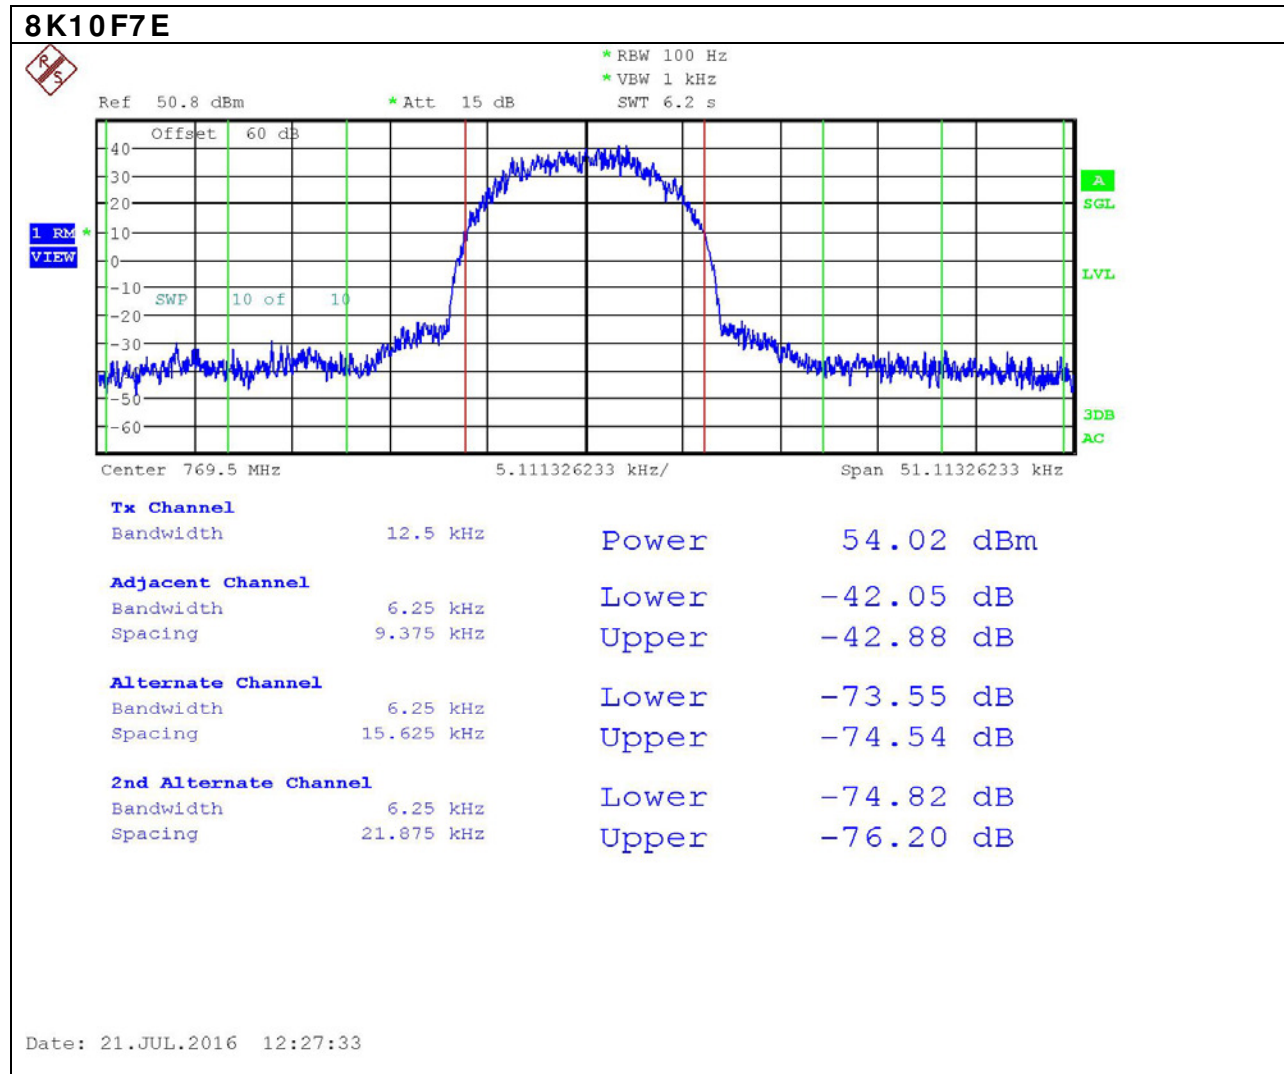 8K10F7E
R S
* RBW 100 Hz
* VBW 1 kHz
Ref 50.8 dBm * Att 15 dB SWT 6.2 s
Offset 60 dB
40
30
20
10
0
-10
-20
-30
-50
-60
1 RM *
VIEW
SWP 10 of 10
A
SGL
LVL
3DB
AC
Center 769.5 MHz 5.111326233 kHz/ Span 51.11326233 kHz
Tx Channel
Bandwidth 12.5 kHz Power 54.02 dBm
Adjacent Channel
Bandwidth 6.25 kHz Lower -42.05 dB
Spacing 9.375 kHz Upper -42.88 dB
Alternate Channel
Bandwidth 6.25 kHz Lower -73.55 dB
Spacing 15.625 kHz Upper -74.54 dB
2nd Alternate Channel
Bandwidth 6.25 kHz Lower -74.82 dB
Spacing 21.875 kHz Upper -76.20 dB
Date: 21.JUL.2016 12:27:33